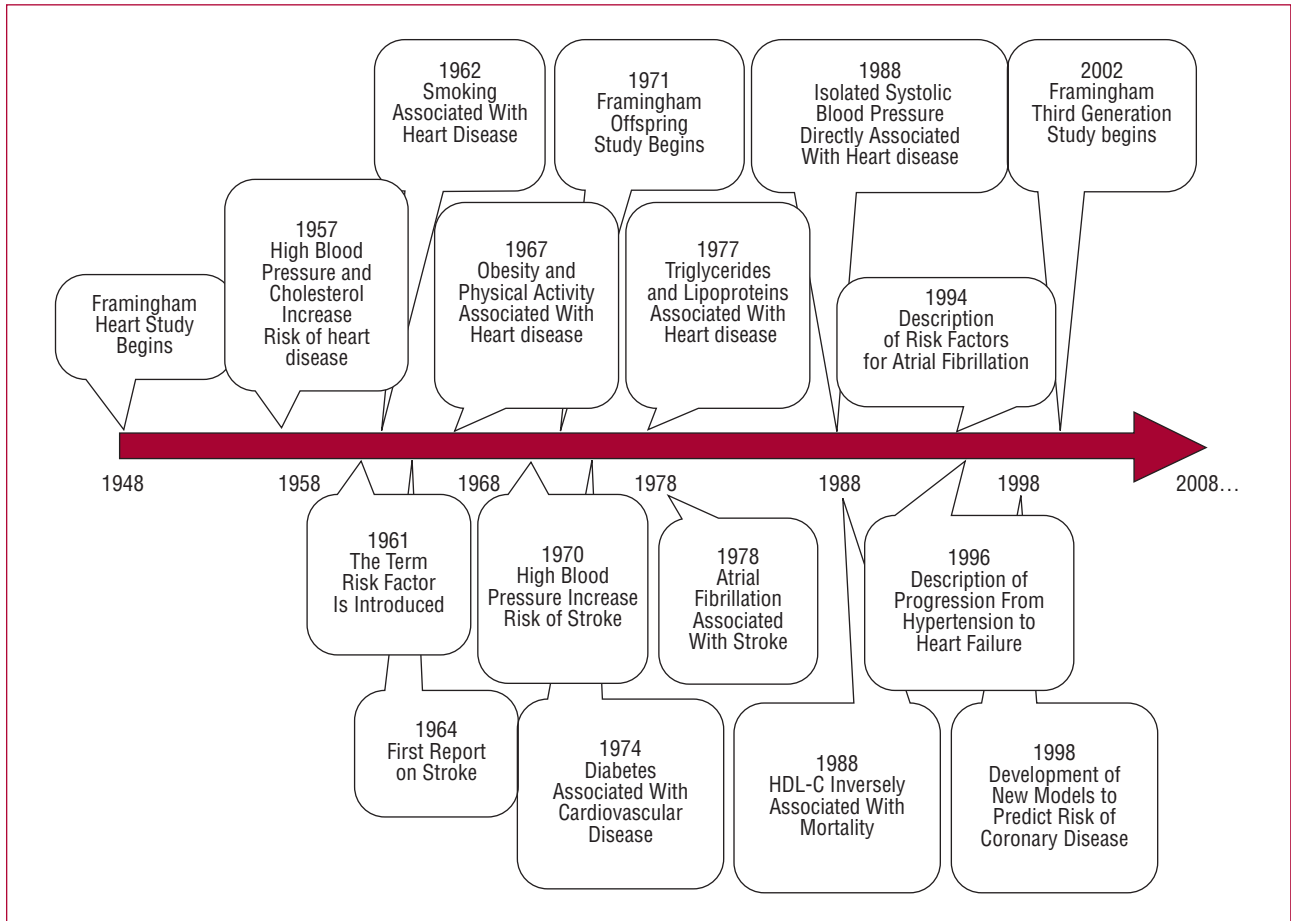 1962
Smoking
Associated With
Heart Disease
1971
Framingham
Offspring
Study Begins
1988
Isolated Systolic
Blood Pressure
Directly Associated
With Heart disease
2002
Framingham
Third Generation
Study begins
Framingham
Heart Study
Begins
1957
High Blood
Pressure and
Cholesterol
Increase
Risk of heart
disease
1967
Obesity and
Physical Activity
Associated With
Heart disease
1977
Triglycerides
and Lipoproteins
Associated With
Heart disease
1994
Description
of Risk Factors
for Atrial Fibrillation
1948 1958 1968 1978 1988 1998 2008...
1961
The Term
Risk Factor
Is Introduced
1970
High Blood
Pressure Increase
Risk of Stroke
1978
Atrial
Fibrillation
Associated
With Stroke
1996
Description of
Progression From
Hypertension to
Heart Failure
1964
First Report
on Stroke
1974
Diabetes
Associated With
Cardiovascular
Disease
1988
HDL-C Inversely
Associated With
Mortality
1998
Development of
New Models to
Predict Risk of
Coronary Disease